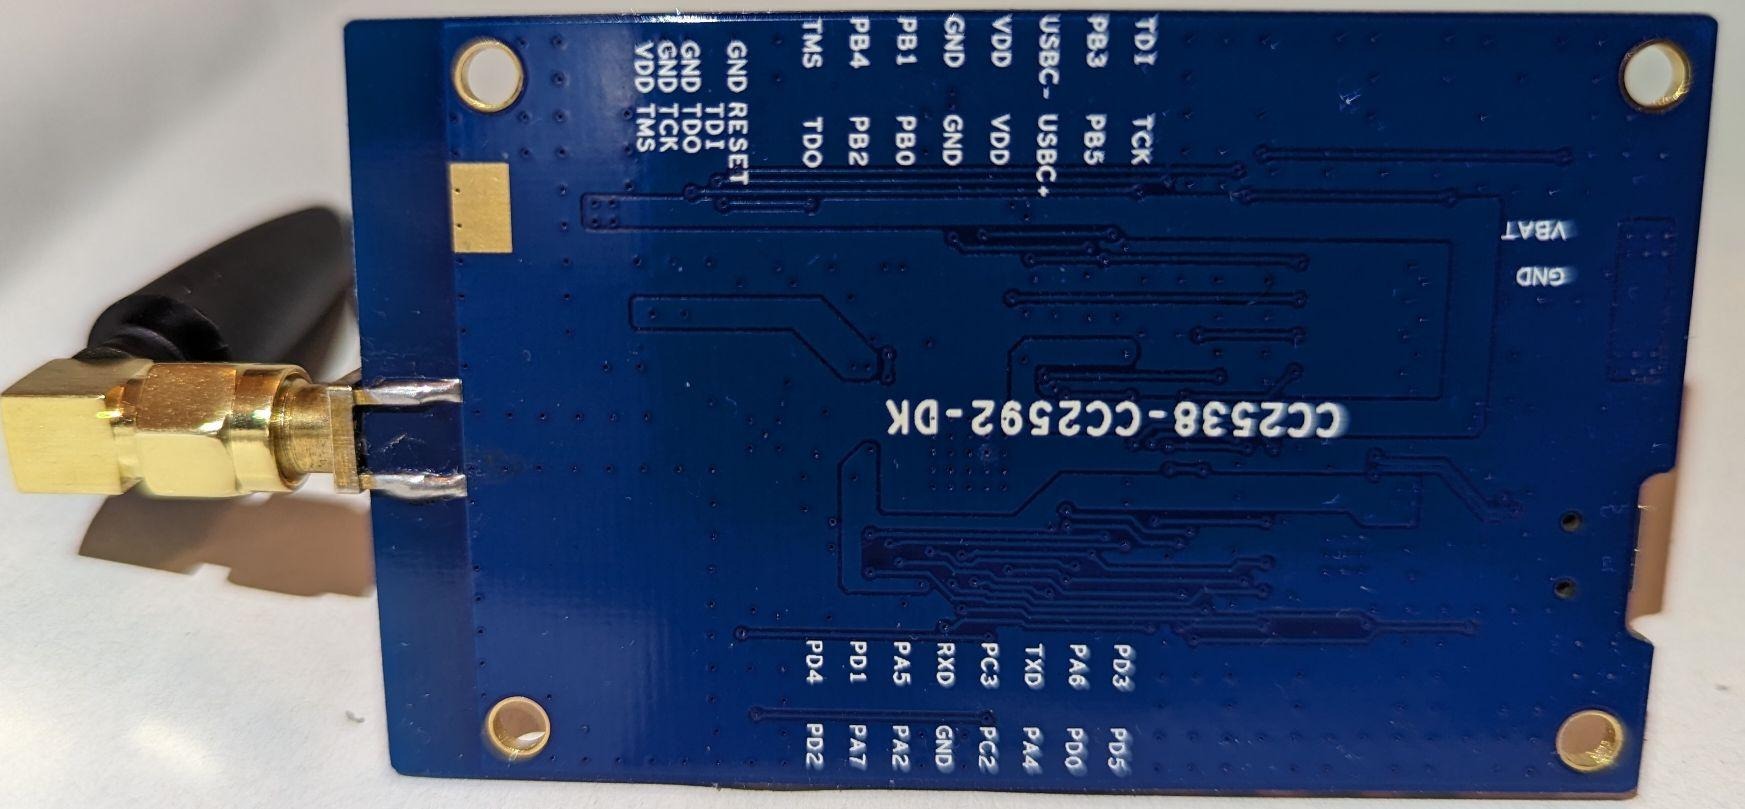 GND RESET
TDI
GND TDO
GND TCK
VDD TMS
TDI TCK
PB3 PB5
USBC- USBC+
VDD VDD
GND GND
PB1 PB0
PB4 PB2
TMS TDO
VBAT
GND
CC2538-CC2592-DK
PD3 PD5
PA6 PD0
TXD PA4
PC3 PC2
RXD GND
PA5 PA2
PD1 PA7
PD4 PD2